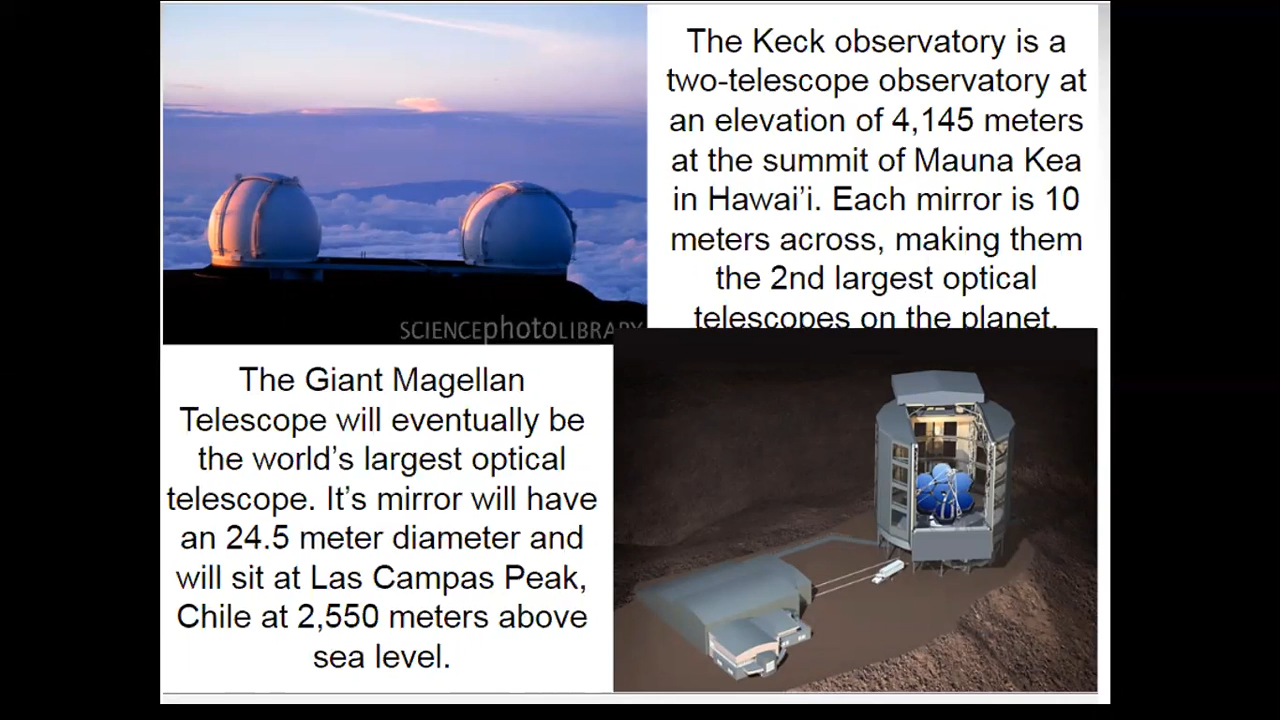 The Keck observatory is a
two-telescope observatory at
an elevation of 4,145 meters
at the summit of Mauna Kea
in Hawai’i. Each mirror is 10
meters across, making them
the 2nd largest optical
telescopes on the planet.
SCIENCEphotoLIBRARY
The Giant Magellan
Telescope will eventually be
the world’s largest optical
telescope. It’s mirror will have
an 24.5 meter diameter and
will sit at Las Campas Peak,
Chile at 2,550 meters above
sea level.